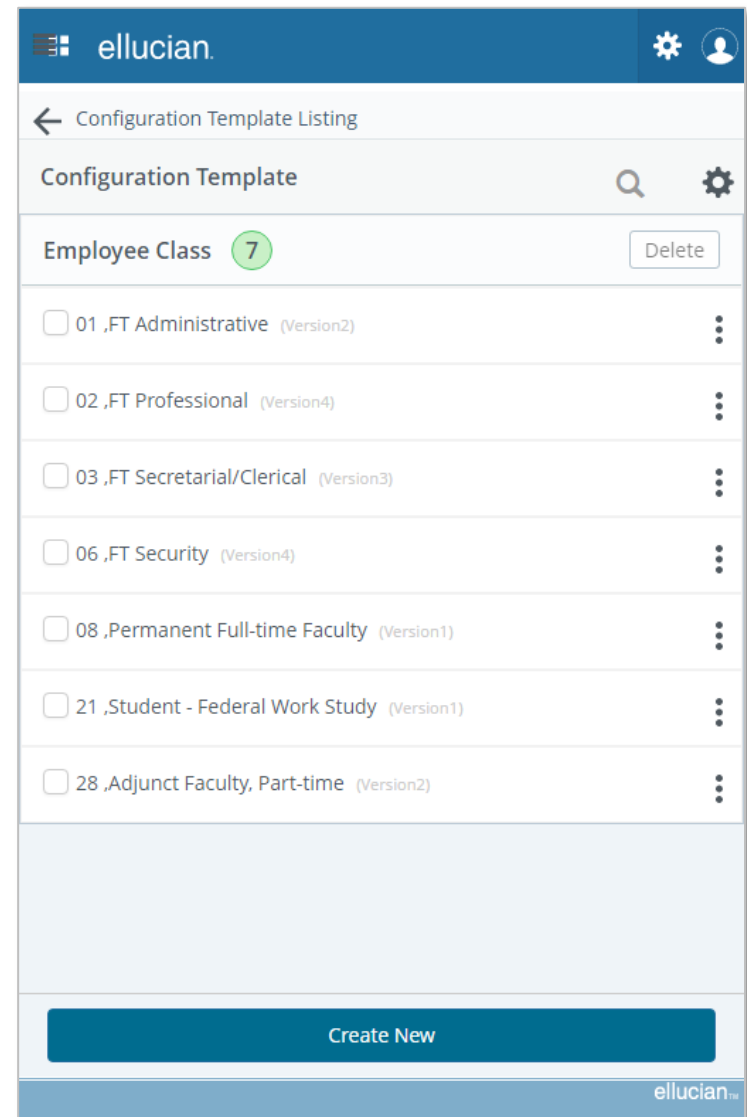 ellucian.
Configuration Template Listing
Configuration Template
Employee Class 7 Delete
01 ,FT Administrative (Version2)
02 ,FT Professional (Version4)
03 ,FT Secretarial/Clerical (Version3)
06 ,FT Security (Version4)
08 ,Permanent Full-time Faculty (Version1)
21 ,Student - Federal Work Study (Version1)
28 ,Adjunct Faculty, Part-time (Version2)
Create New
ellucian™